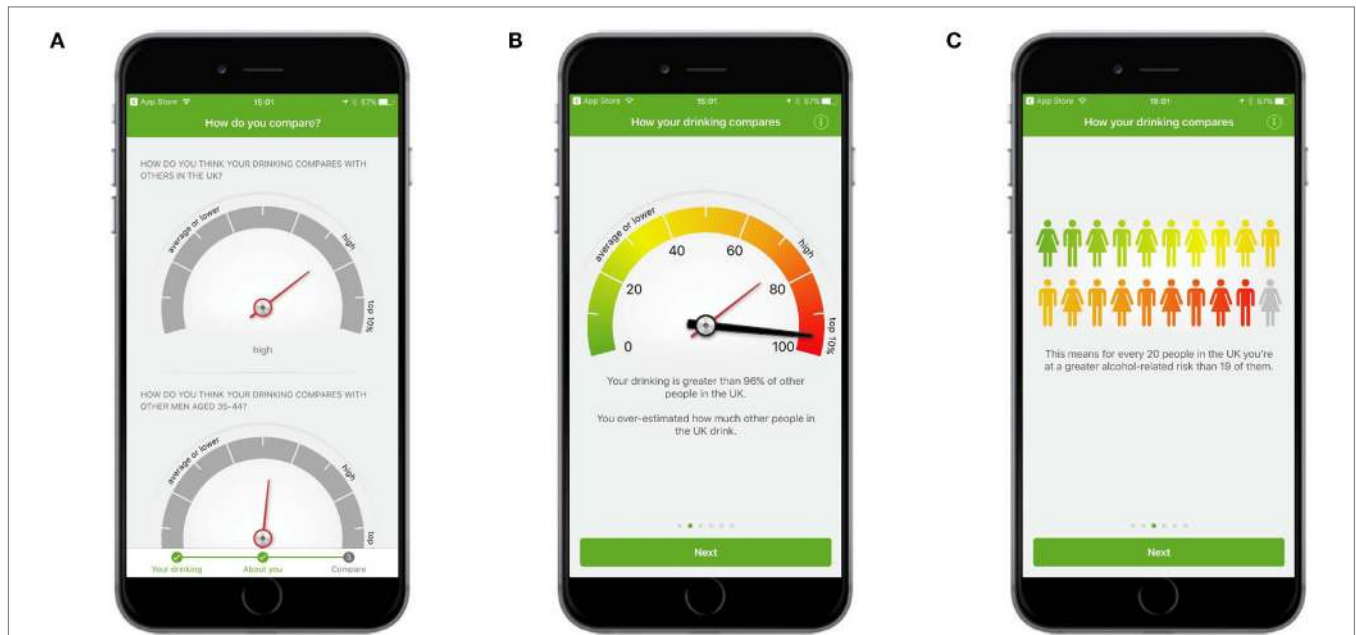 A
App Store 15:01 57%
How do you compare?
HOW DO YOU THINK YOUR DRINKING COMPARES WITH
OTHERS IN THE UK?
average or lower
high
top 10%
high
HOW DO YOU THINK YOUR DRINKING COMPARES WITH
OTHER MEN AGED 35-44?
average or lower
high
top
Your drinking About you Compare
B
App Store 15:01 57%
How your drinking compares
average or lower
high
top 10%
0 20 40 60 80 100
Your drinking is greater than 96% of other
people in the UK.
You over-estimated how much other people in
the UK drink.
Next
C
App Store 15:01 57%
How your drinking compares
This means for every 20 people in the UK you're
at a greater alcohol-related risk than 19 of them.
Next